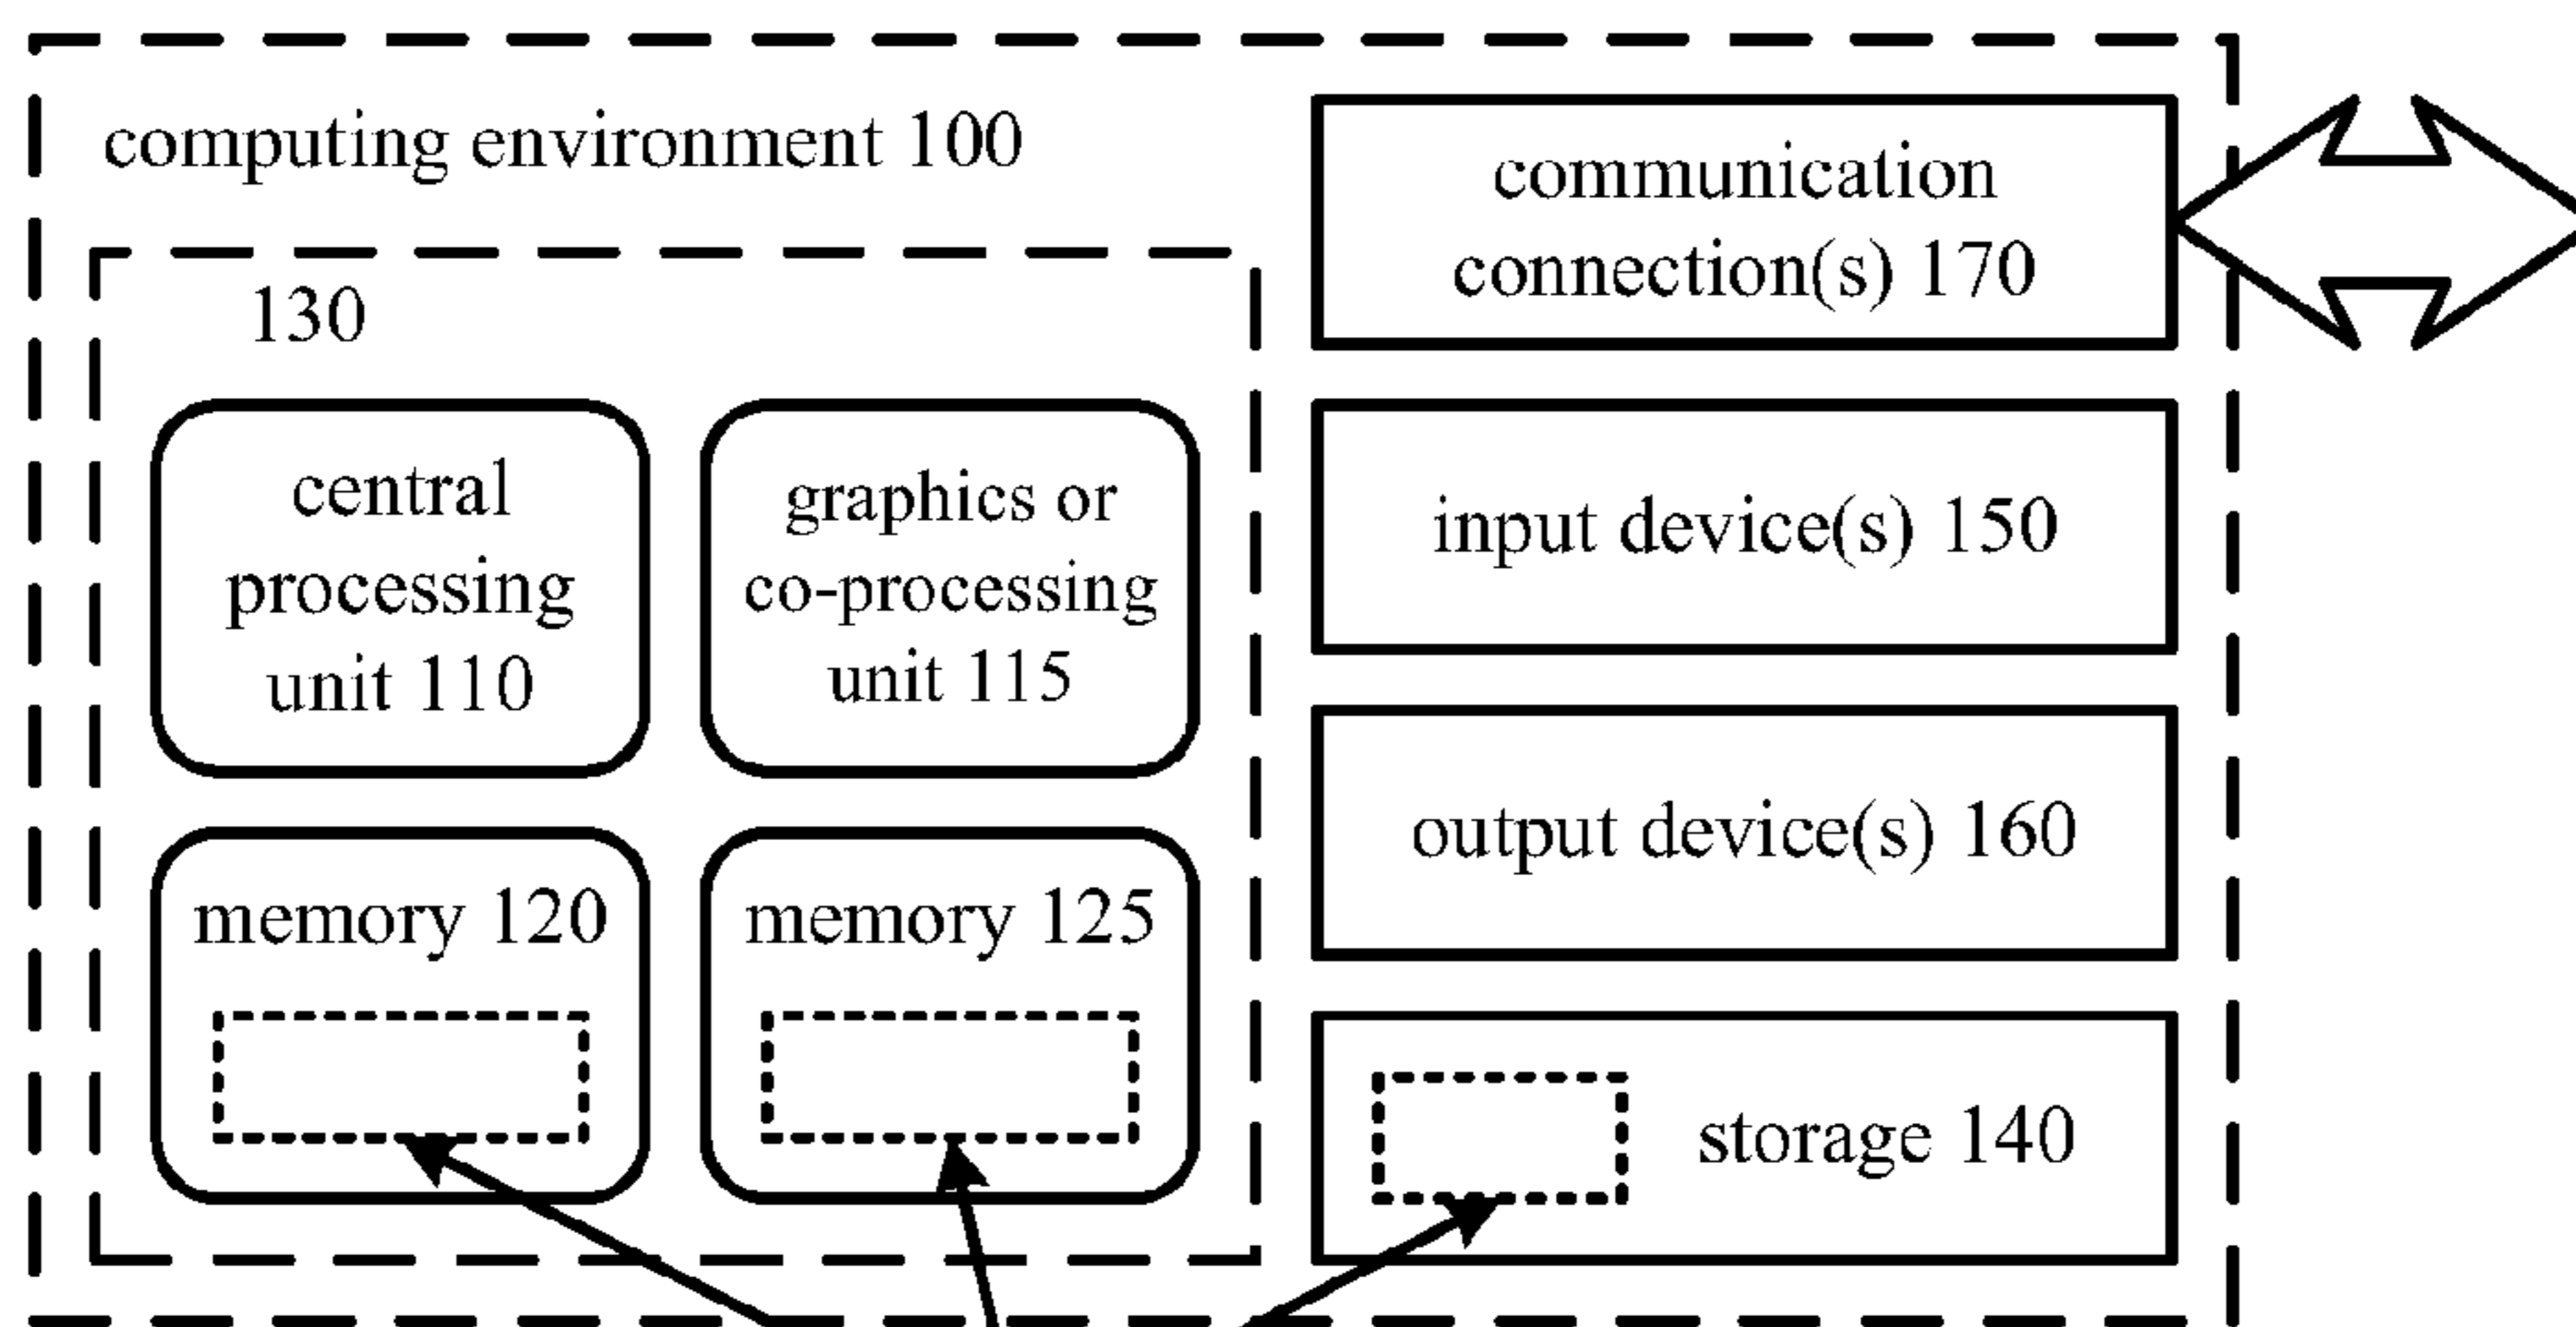 computing environment 100
communication
connection(s) 170
130
central
processing
unit 110
graphics or
co-processing
unit 115
input device(s) 150
output device(s) 160
memory 120
memory 125
storage 140